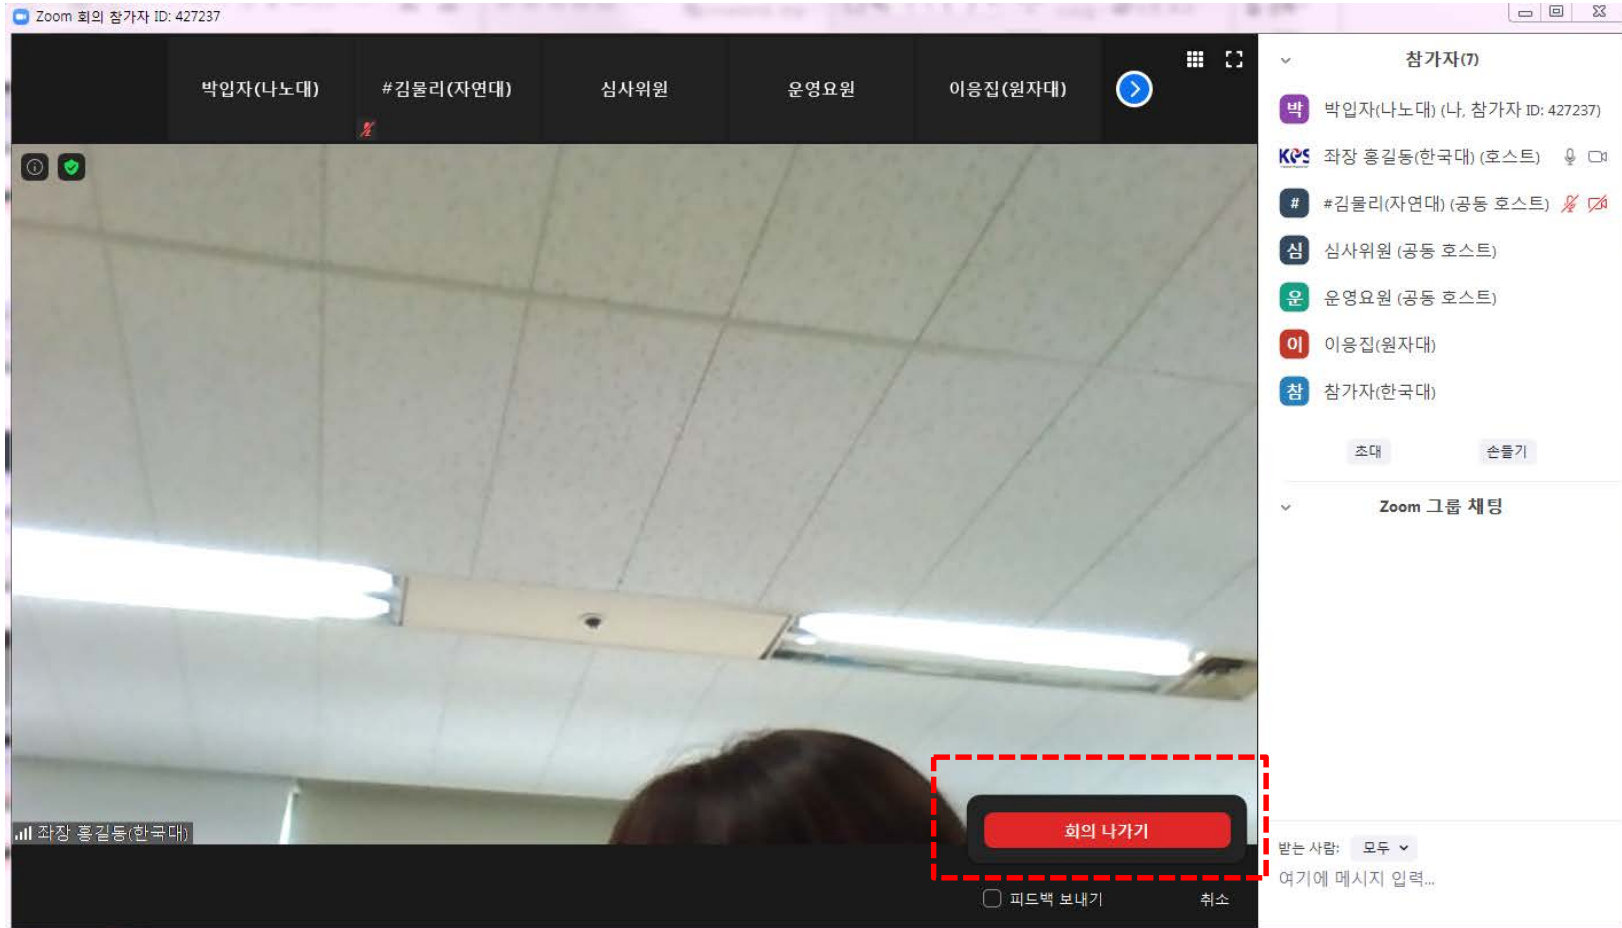 Zoom 회의 참가자 ID: 427237
박입자(나노대)
#김물리(자연대)
심사위원
운영요원
이응집(원자대)
좌장 홍길동(한국대)
회의 나가기
피드백 보내기
취소
참가자(7)
박 박입자(나노대) (나, 참가자 ID: 427237)
KPS 좌장 홍길동(한국대) (호스트)
# #김물리(자연대) (공동 호스트)
심 심사위원 (공동 호스트)
운 운영요원 (공동 호스트)
이 이응집(원자대)
참 참가자(한국대)
초대
손들기
Zoom 그룹 채팅
받는 사람: 모두
여기에 메시지 입력...